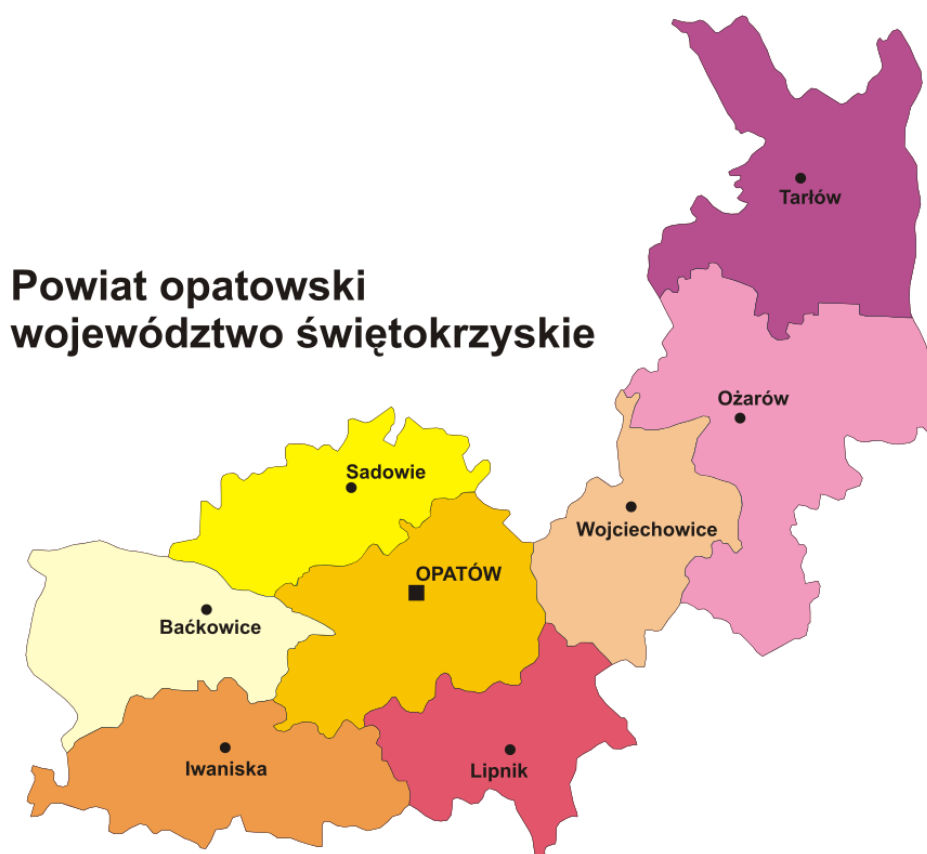 Tarłów
Powiat opatowski
województwo świętokrzyskie
Ożarów
Sadowie
Wojciechowice
OPATÓW
Baćkowice
Iwaniska
Lipnik